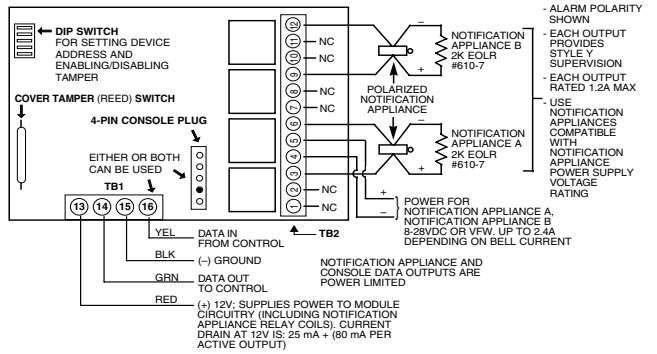 DIP SWITCH
FOR SETTING DEVICE
ADDRESS AND
ENABLING/DISABLING
TAMPER
COVER TAMPER (REED) SWITCH
4-PIN CONSOLE PLUG
EITHER OR BOTH
CAN BE USED
TB1
13 14 15 16
12
11 NC
10 NC
9
8 NC
7 NC
6
5
4
3
2 NC
1 NC
TB2
–
+
NOTIFICATION
APPLIANCE B
2K EOLR
#610-7
POLARIZED
NOTIFICATION
APPLIANCE
–
+
NOTIFICATION
APPLIANCE A
2K EOLR
#610-7
- ALARM POLARITY
SHOWN
- EACH OUTPUT
PROVIDES
STYLE Y
SUPERVISION
- EACH OUTPUT
RATED 1.2A MAX
- USE
NOTIFICATION
APPLIANCES
COMPATIBLE
WITH
NOTIFICATION
APPLIANCE
POWER SUPPLY
VOLTAGE
RATING
+
–
POWER FOR
NOTIFICATION APPLIANCE A,
NOTIFICATION APPLIANCE B
8-28VDC OR VFW. UP TO 2.4A
DEPENDING ON BELL CURRENT
NOTIFICATION APPLIANCE AND
CONSOLE DATA OUTPUTS ARE
POWER LIMITED
YEL DATA IN
FROM CONTROL
BLK (–) GROUND
GRN DATA OUT
TO CONTROL
RED (+) 12V; SUPPLIES POWER TO MODULE
CIRCUITRY (INCLUDING NOTIFICATION
APPLIANCE RELAY COILS). CURRENT
DRAIN AT 12V IS: 25 mA + (80 mA PER
ACTIVE OUTPUT)